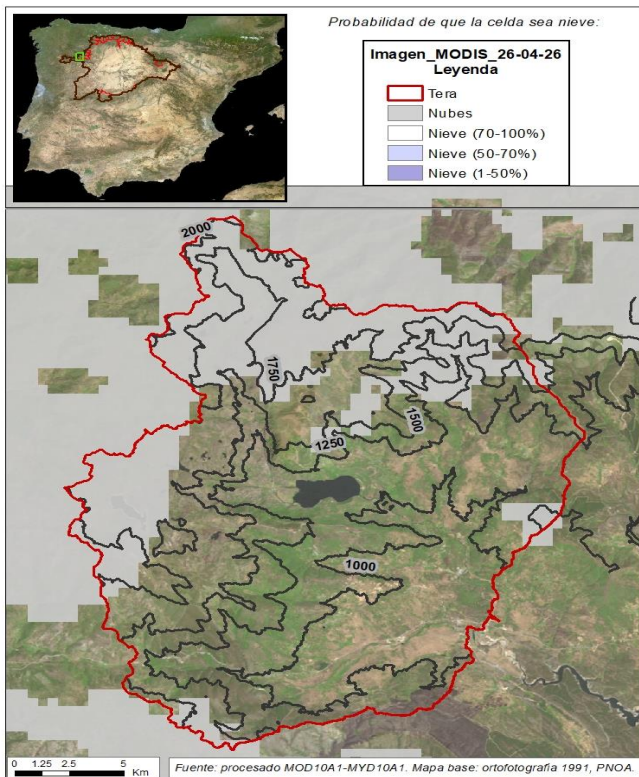 Probabilidad de que la celda sea nieve:
Imagen_MODIS_26-04-26
Leyenda
Tera
Nubes
Nieve (70-100%)
Nieve (50-70%)
Nieve (1-50%)
2000
1750
1500
1250
1000
0 1.25 2.5 5
Km
Fuente: procesado MOD10A1-MYD10A1. Mapa base: ortofotografía 1991, PNOA